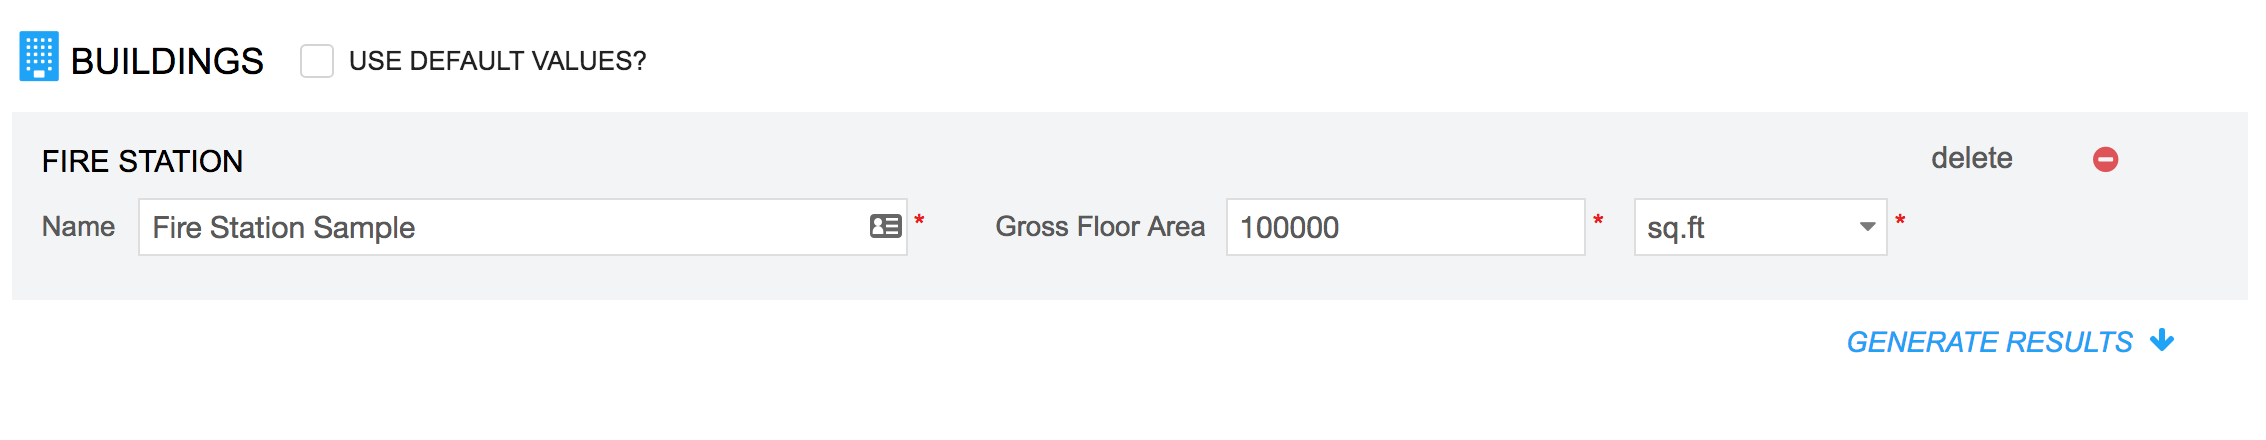 BUILDINGS USE DEFAULT VALUES?
FIRE STATION delete
Name Fire Station Sample * Gross Floor Area 100000 * sq.ft *
GENERATE RESULTS